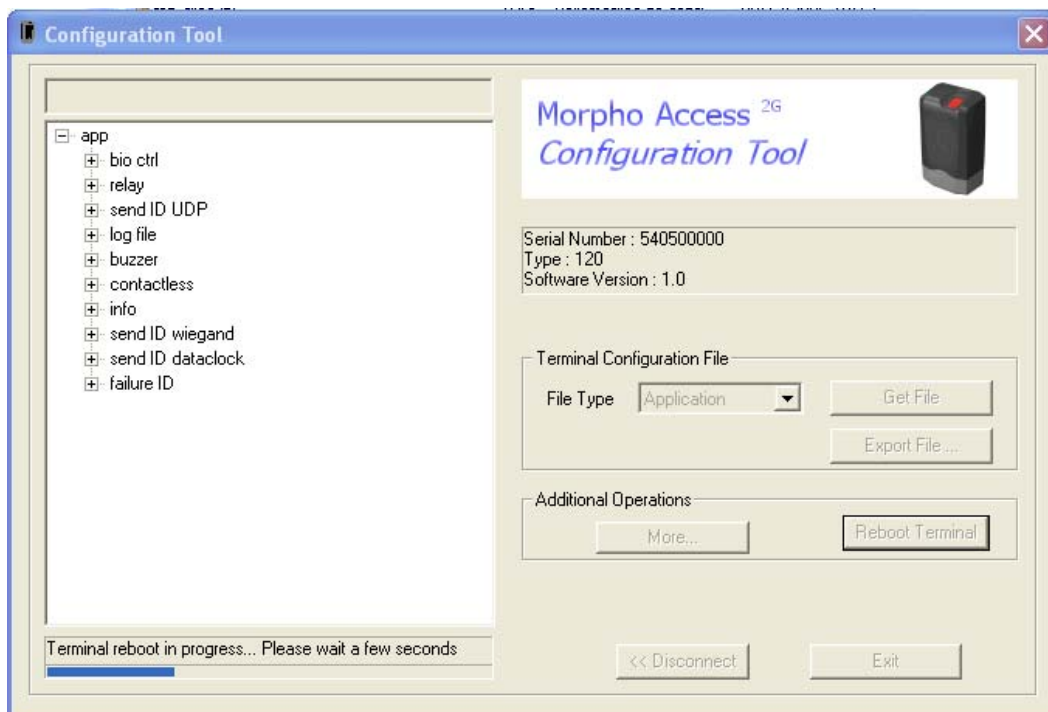 Configuration Tool
app
bio ctrl
relay
send ID UDP
log file
buzzer
contactless
info
send ID wiegand
send ID dataclock
failure ID
Terminal reboot in progress... Please wait a few seconds
Morpho Access 2G
Configuration Tool
Serial Number : 540500000
Type : 120
Software Version : 1.0
Terminal Configuration File
File Type Application Get File
Export File ...
Additional Operations
More... Reboot Terminal
<< Disconnect Exit